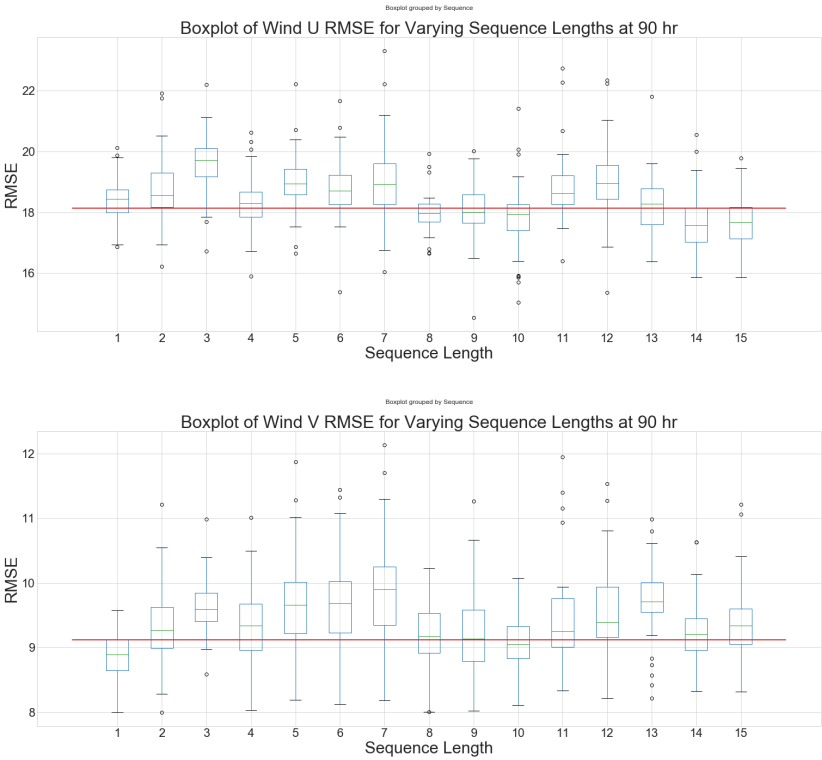 Boxplot grouped by Sequence
Boxplot of Wind U RMSE for Varying Sequence Lengths at 90 hr
RMSE
22
20
18
16
1 2 3 4 5 6 7 8 9 10 11 12 13 14 15
Sequence Length
Boxplot grouped by Sequence
Boxplot of Wind V RMSE for Varying Sequence Lengths at 90 hr
RMSE
12
11
10
9
8
1 2 3 4 5 6 7 8 9 10 11 12 13 14 15
Sequence Length